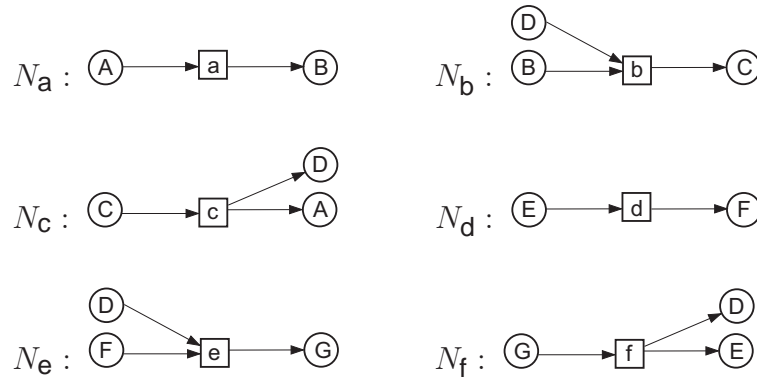 D
N_a : A a B N_b : B b C
D
N_c : C c A N_d : E d F
D D
N_e : F e G N_f : G f E